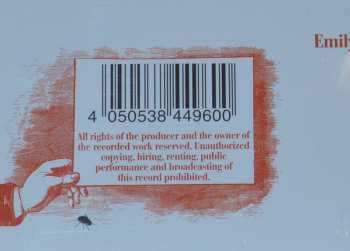 Emily
4 050538 449600
All rights of the producer and the owner of
the recorded work reserved. Unauthorized
copying, hiring, renting, public
performance and broadcasting of
this record prohibited.